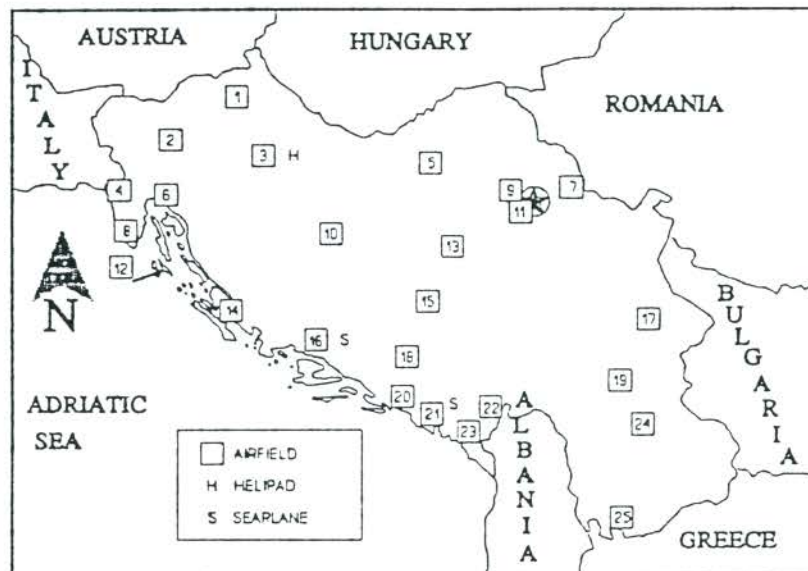 AUSTRIA
HUNGARY
ROMANIA
ITALY
1
2
3 H
5
4
6
9
7
11
8
10
13
12
N
14
15
16 S
17
18
19
20
21 S
22
23
24
25
ADRIATIC
SEA
ALBANIA
BULGARIA
GREECE
AIRFIELD
H HELIPAD
S SEAPLANE